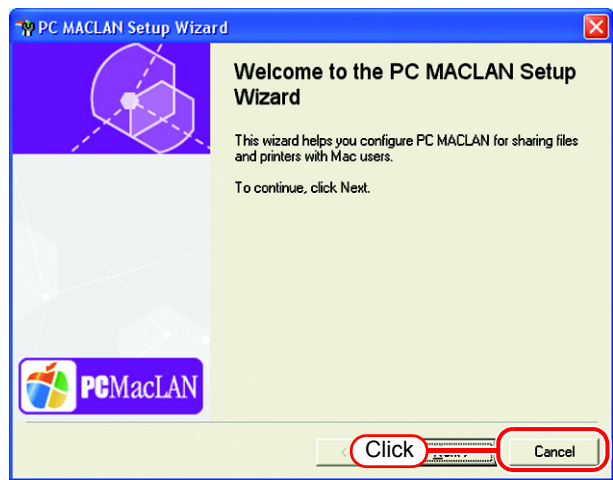 PC MACLAN Setup Wizard
Welcome to the PC MACLAN Setup
Wizard
This wizard helps you configure PC MACLAN for sharing files
and printers with Mac users.
To continue, click Next.
PCMacLAN
< Click Cancel